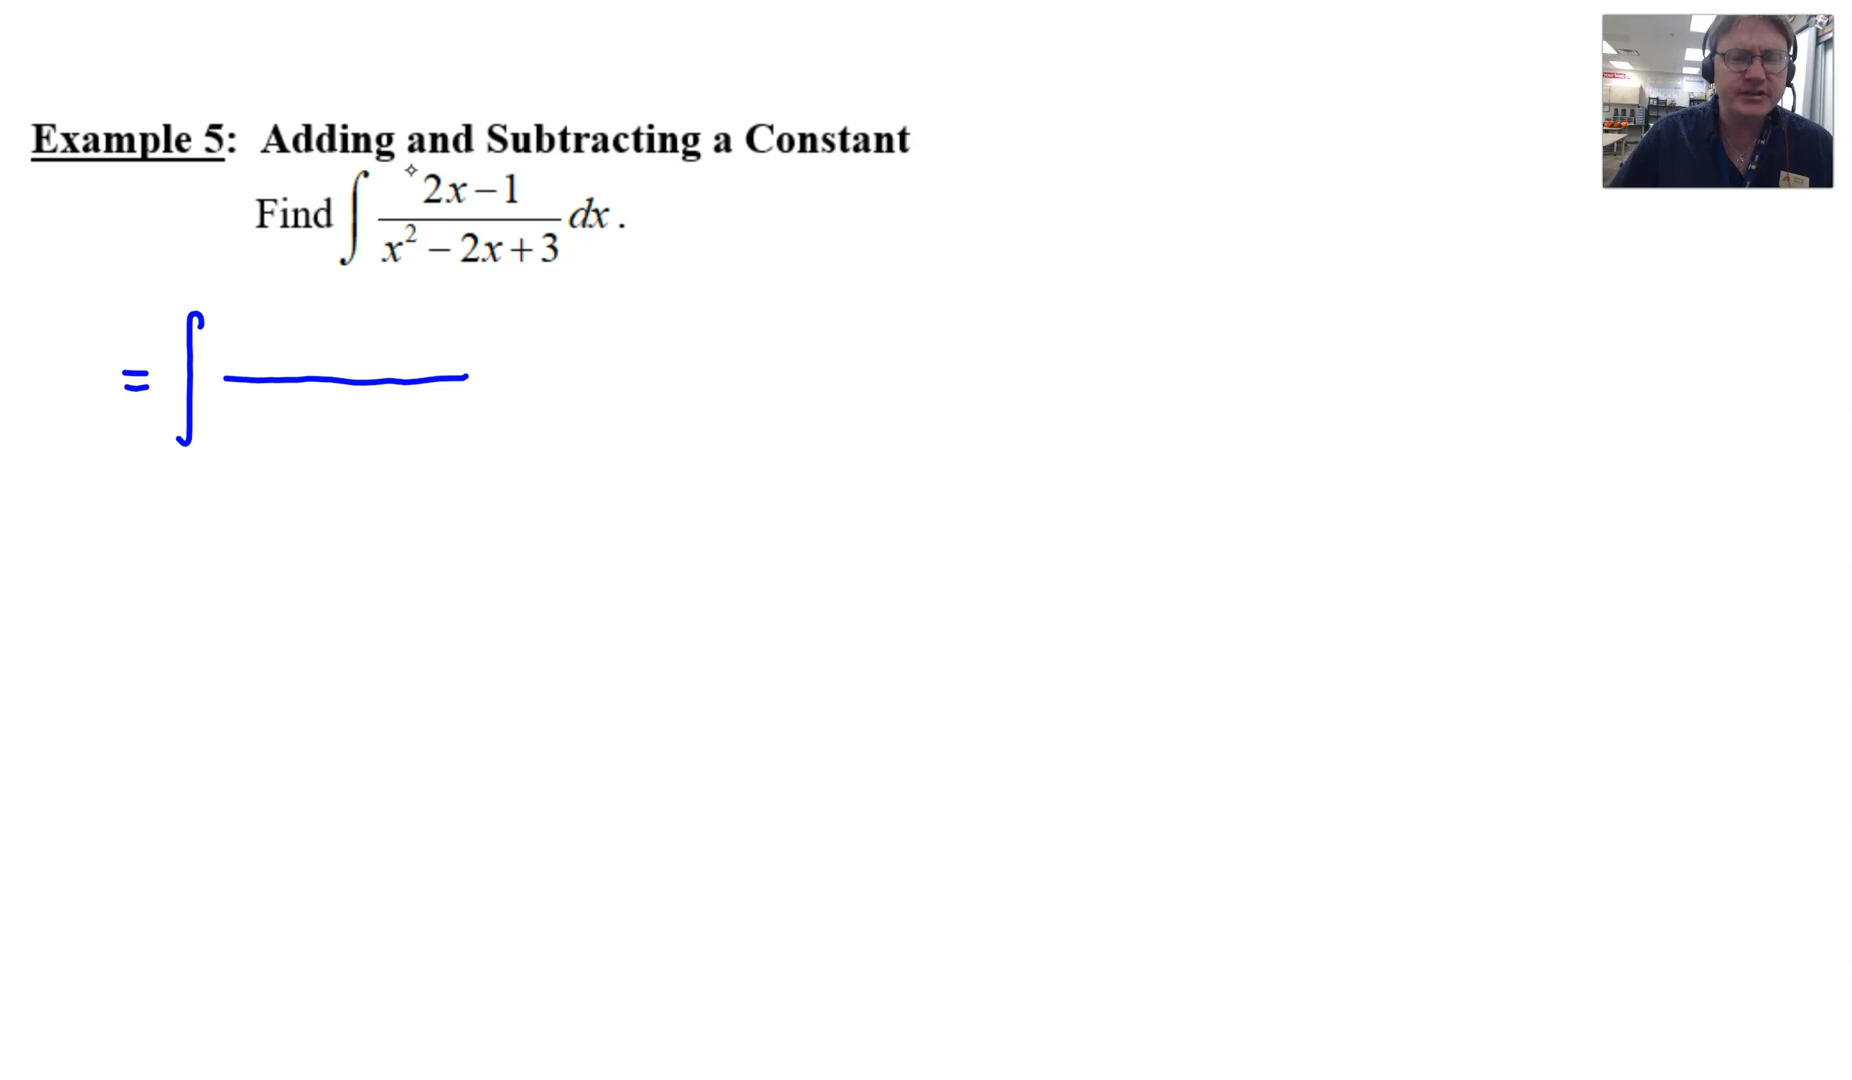 Example 5: Adding and Subtracting a Constant
Find ∫ (2x − 1)/(x² − 2x + 3) dx.
= ∫